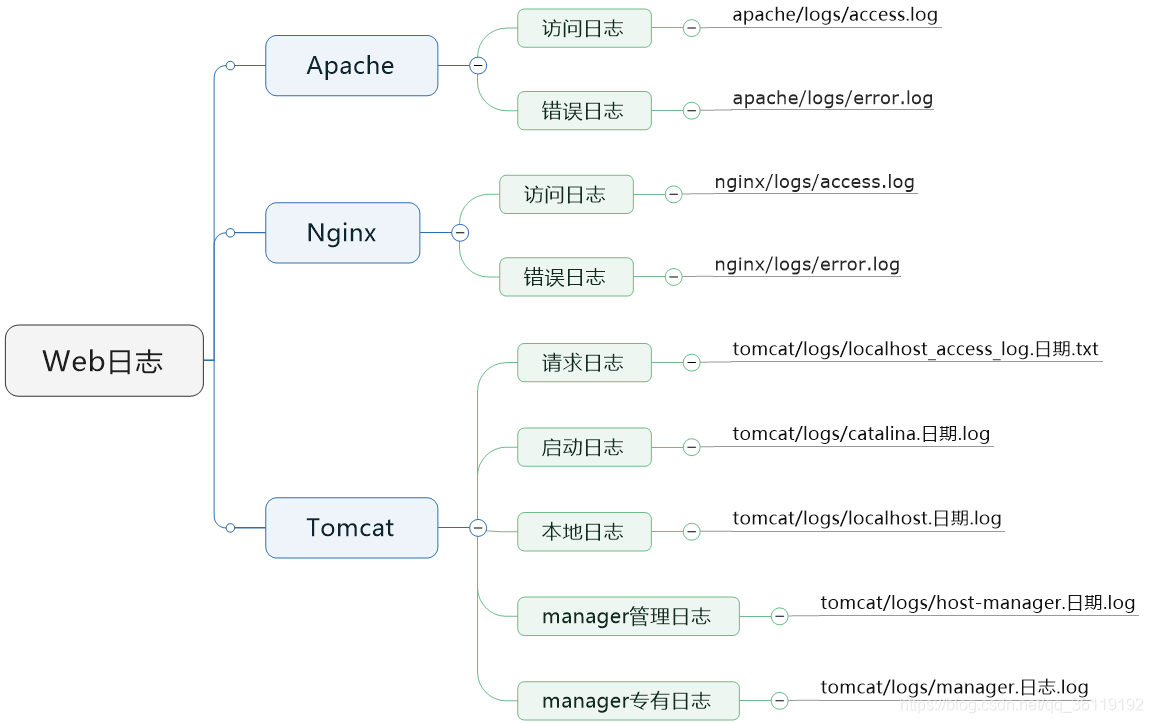 Web日志
Apache
访问日志
apache/logs/access.log
错误日志
apache/logs/error.log
Nginx
访问日志
nginx/logs/access.log
错误日志
nginx/logs/error.log
Tomcat
请求日志
tomcat/logs/localhost_access_log.日期.txt
启动日志
tomcat/logs/catalina.日期.log
本地日志
tomcat/logs/localhost.日期.log
manager管理日志
tomcat/logs/host-manager.日期.log
manager专有日志
tomcat/logs/manager.日志.log
https://blog.csdn.net/qq_36119192